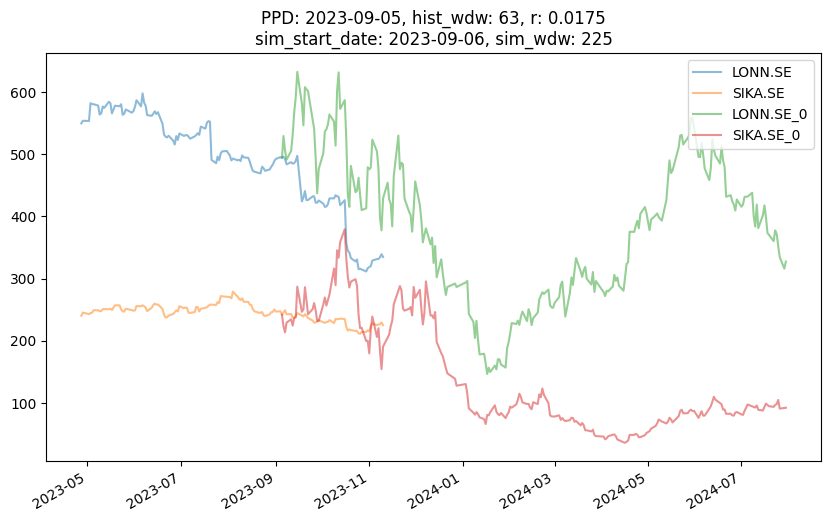 PPD: 2023-09-05, hist_wdw: 63, r: 0.0175
sim_start_date: 2023-09-06, sim_wdw: 225
LONN.SE
SIKA.SE
LONN.SE_0
SIKA.SE_0
600
500
400
300
200
100
2023-05
2023-07
2023-09
2023-11
2024-01
2024-03
2024-05
2024-07